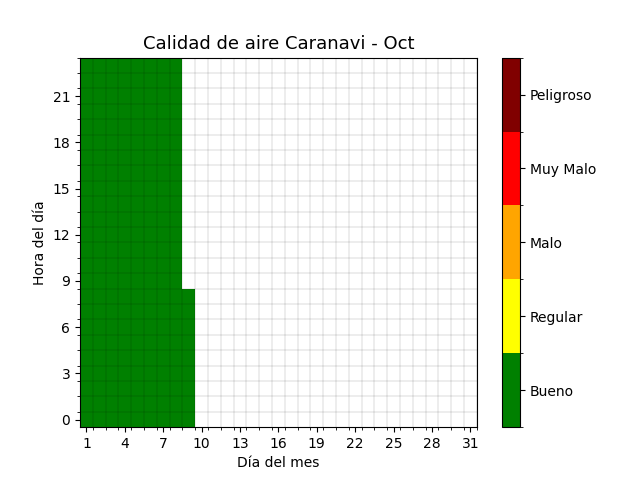 Calidad de aire Caranavi - Oct
Hora del día
21
18
15
12
9
6
3
0
1 4 7 10 13 16 19 22 25 28 31
Día del mes
Peligroso
Muy Malo
Malo
Regular
Bueno